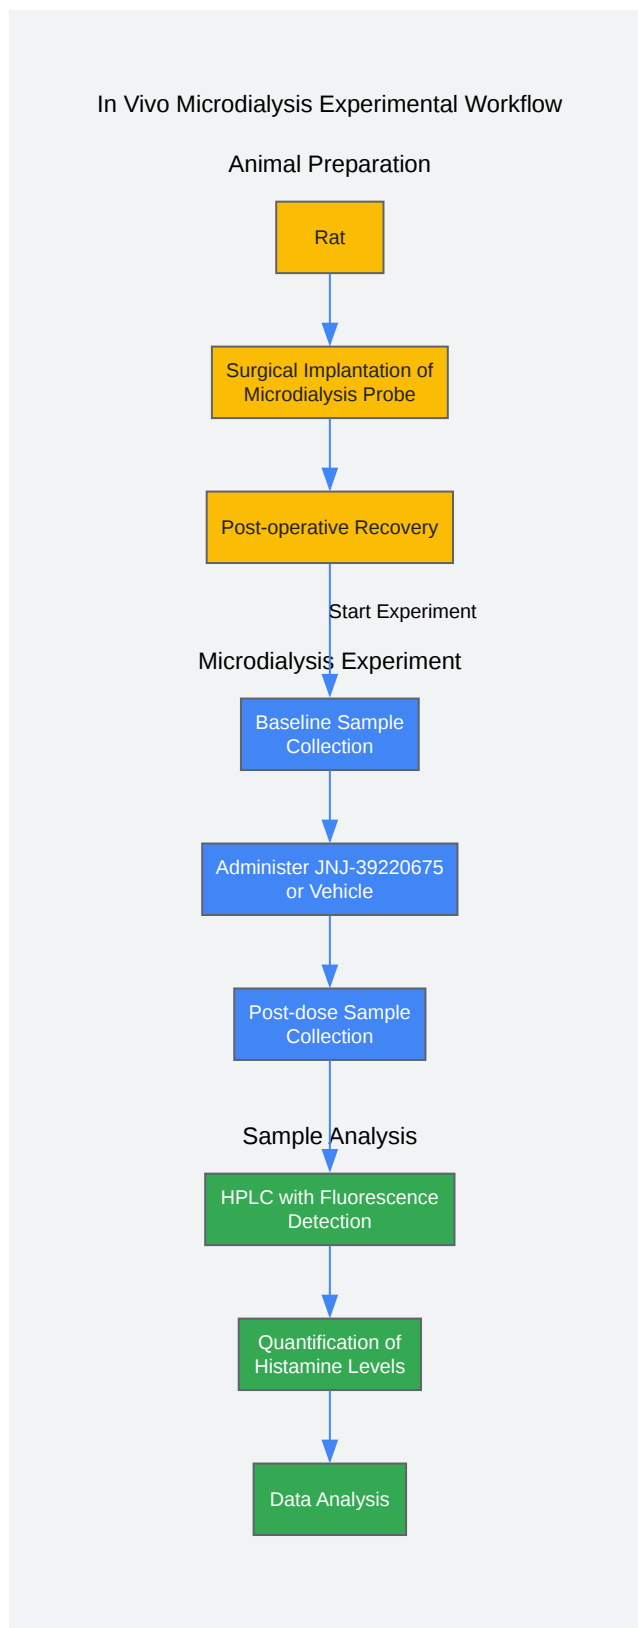 In Vivo Microdialysis Experimental Workflow
Animal Preparation
Rat
Surgical Implantation of
Microdialysis Probe
Post-operative Recovery
Start Experiment
Microdialysis Experiment
Baseline Sample
Collection
Administer JNJ-39220675
or Vehicle
Post-dose Sample
Collection
Sample Analysis
HPLC with Fluorescence
Detection
Quantification of
Histamine Levels
Data Analysis